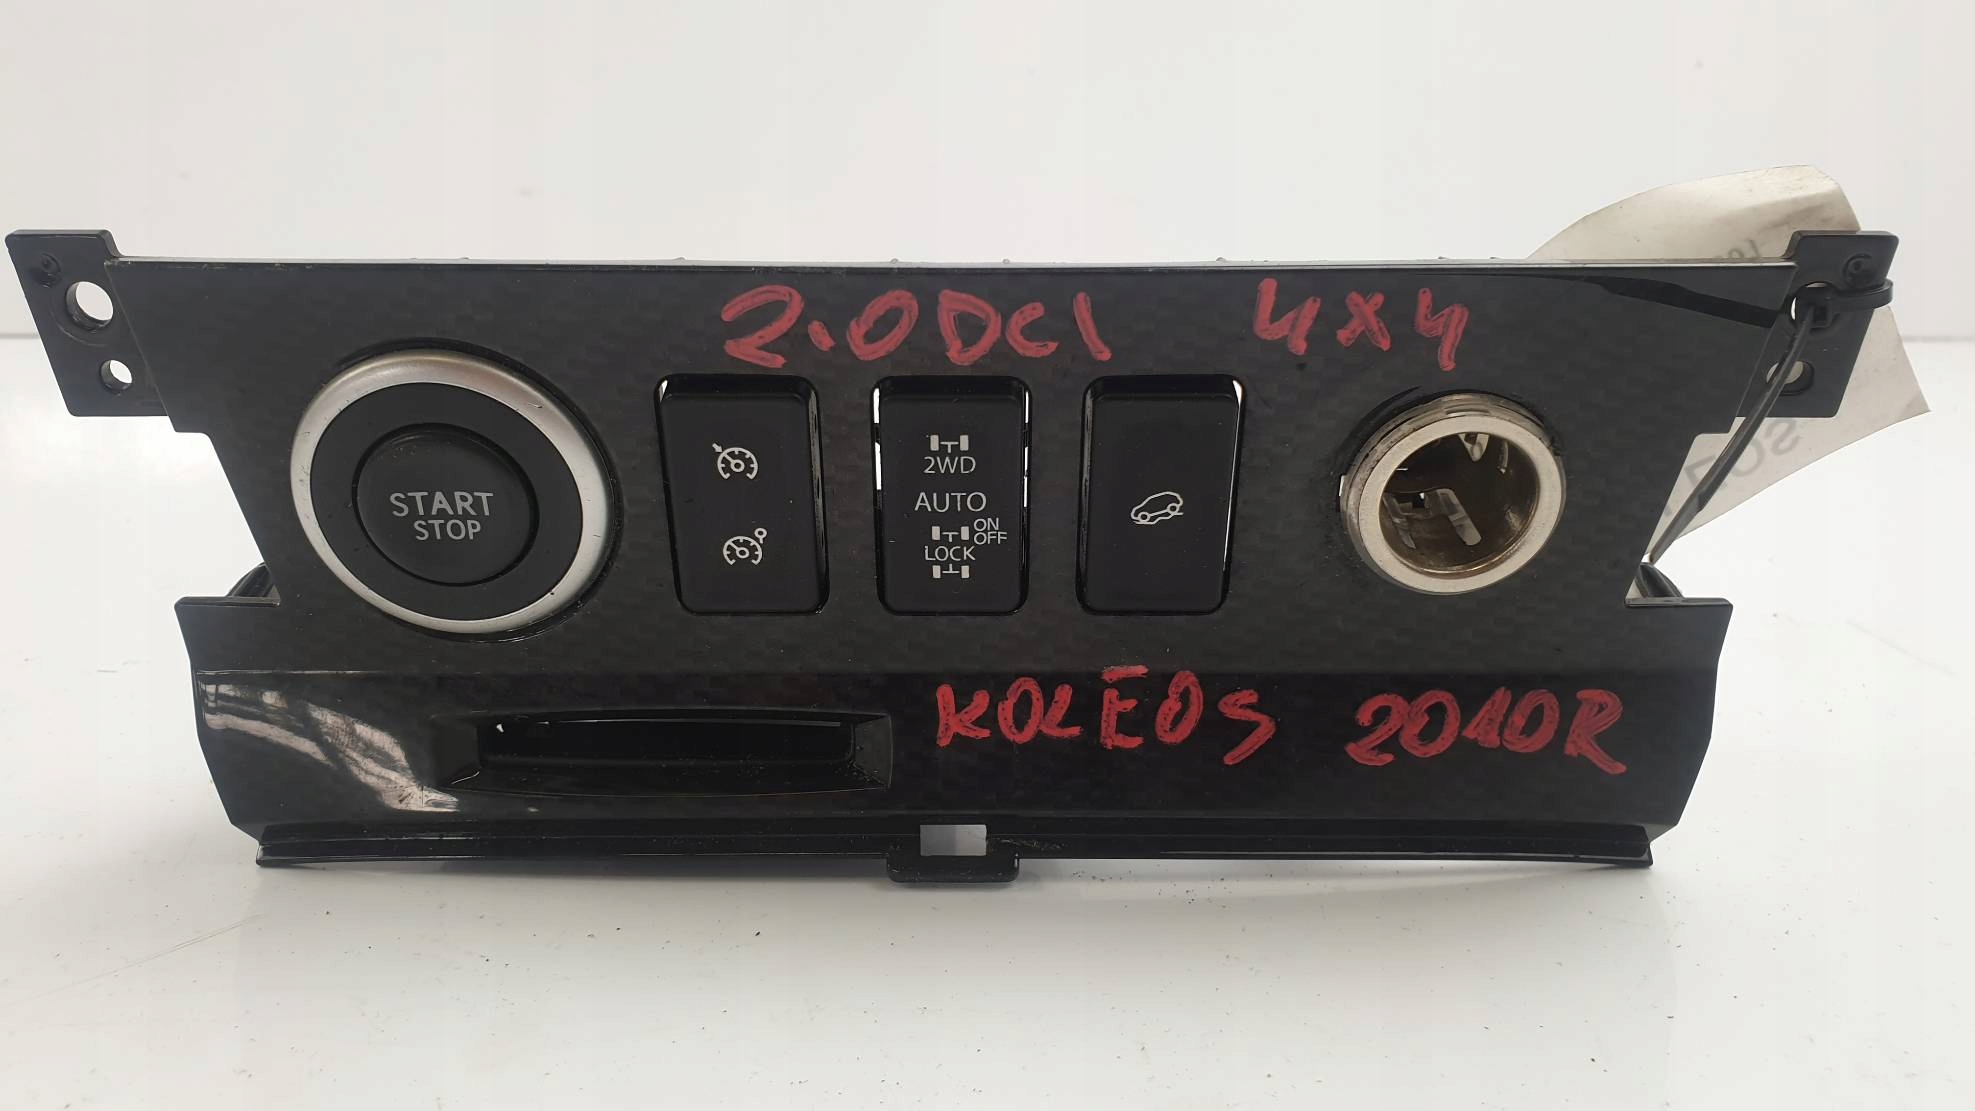 2.0DCI 4X4
START
STOP
2WD
AUTO
ON
OFF
LOCK
KOLEOS 2010R